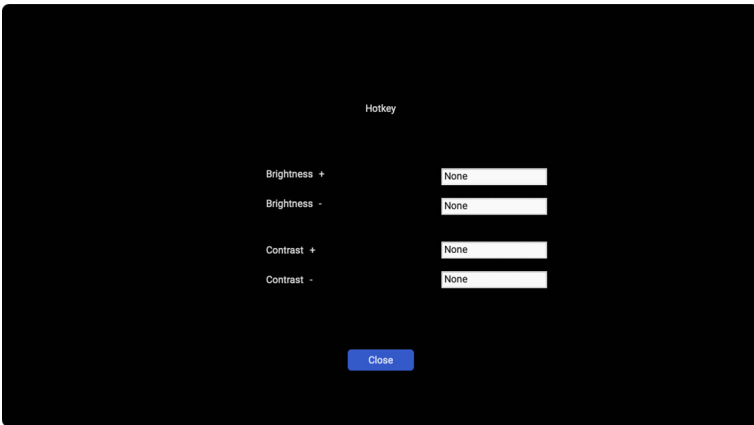 Hotkey
Brightness + None
Brightness - None
Contrast + None
Contrast - None
Close